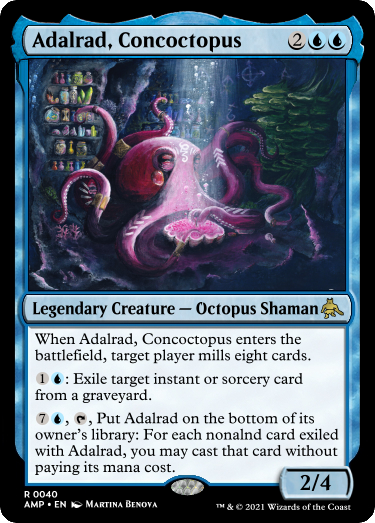 Adalrad, Concoctopus 2
Legendary Creature — Octopus Shaman
When Adalrad, Concoctopus enters the
battlefield, target player mills eight cards.
1 : Exile target instant or sorcery card
from a graveyard.
7 , , Put Adalrad on the bottom of its
owner's library: For each nonalnd card exiled
with Adalrad, you may cast that card without
paying its mana cost.
2/4
R 0040
AMP • EN Martina Benova
™ & © 2021 Wizards of the Coast